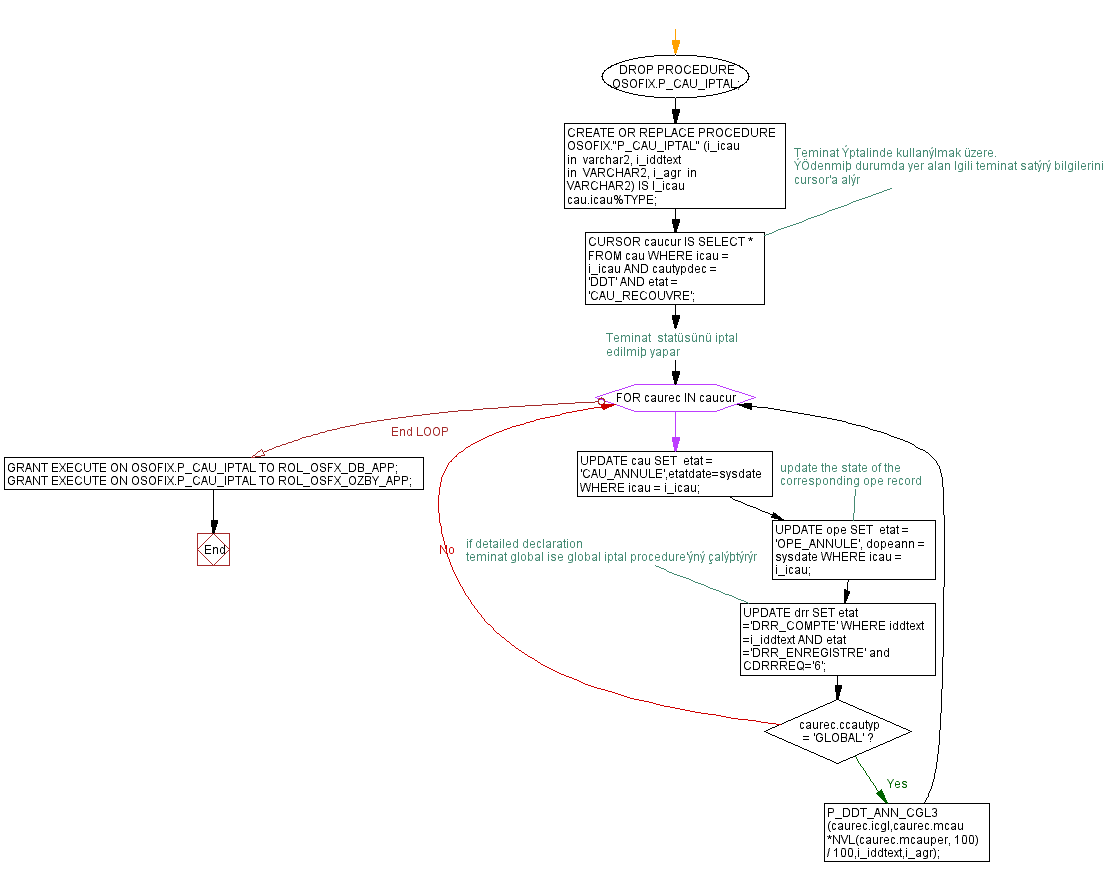 DROP PROCEDURE
OSOFIX.P_CAU_IPTAL;
CREATE OR REPLACE PROCEDURE
OSOFIX."P_CAU_IPTAL" (i_icau
in  varchar2, i_iddtext
in  VARCHAR2, i_agr  in
VARCHAR2) IS l_icau
cau.icau%TYPE;
Teminat Ýptalinde kullanýlmak üzere.
ÝÖdenmiþ durumda yer alan Igili teminat satýrý bilgilerini
cursor'a alýr
CURSOR caucur IS SELECT *
FROM cau WHERE icau =
i_icau AND cautypdec =
'DDT' AND etat =
'CAU_RECOUVRE';
Teminat  statüsünü iptal
edilmiþ yapar
FOR caurec IN caucur
End LOOP
GRANT EXECUTE ON OSOFIX.P_CAU_IPTAL TO ROL_OSFX_DB_APP;
GRANT EXECUTE ON OSOFIX.P_CAU_IPTAL TO ROL_OSFX_OZBY_APP;
End
UPDATE cau SET  etat =
'CAU_ANNULE',etatdate=sysdate
WHERE icau = i_icau;
update the state of the
corresponding ope record
UPDATE ope SET  etat =
'OPE_ANNULE', dopeann =
sysdate WHERE icau =
i_icau;
No
if detailed declaration
teminat global ise global iptal procedure'ýný çalýþtýrýr
UPDATE drr SET etat
='DRR_COMPTE' WHERE iddtext
=i_iddtext AND etat
='DRR_ENREGISTRE' and
CDRRREQ='6';
caurec.ccautyp
= 'GLOBAL' ?
Yes
P_DDT_ANN_CGL3
(caurec.icgl,caurec.mcau
*NVL(caurec.mcauper, 100)
/ 100,i_iddtext,i_agr);